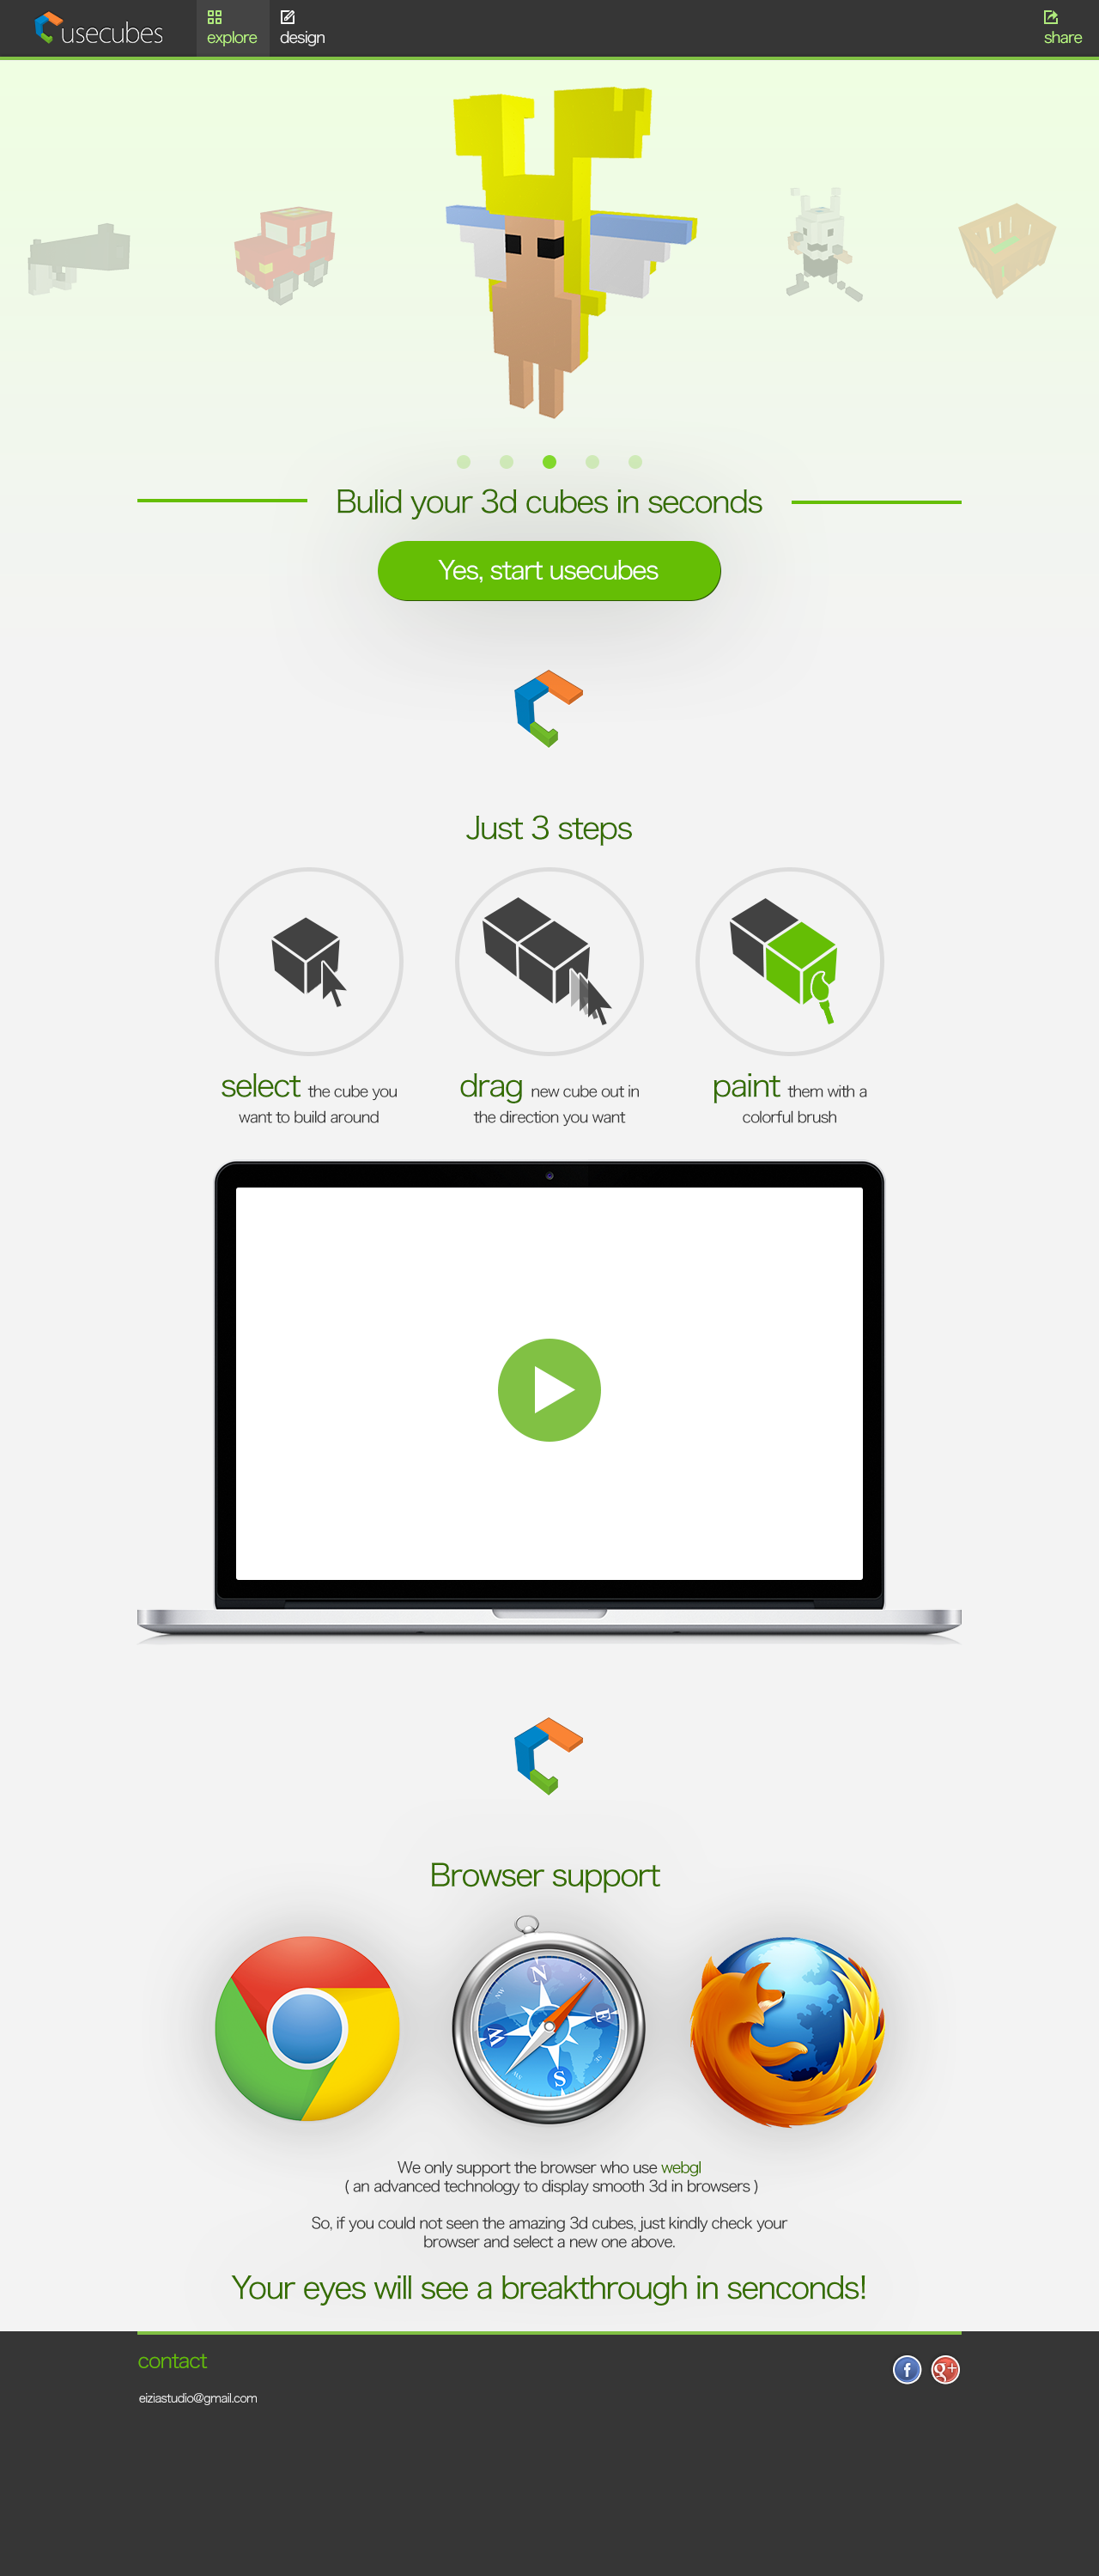 usecubes
explore
design
share
Bulid your 3d cubes in seconds
Yes, start usecubes
Just 3 steps
select the cube you
want to build around
drag new cube out in
the direction you want
paint them with a
colorful brush
Browser support
N
E
S
W
We only support the browser who use webgl
( an advanced technology to display smooth 3d in browsers )
So, if you could not seen the amazing 3d cubes, just kindly check your
browser and select a new one above.
Your eyes will see a breakthrough in senconds!
contact
eiziastudio@gmail.com
f
g+